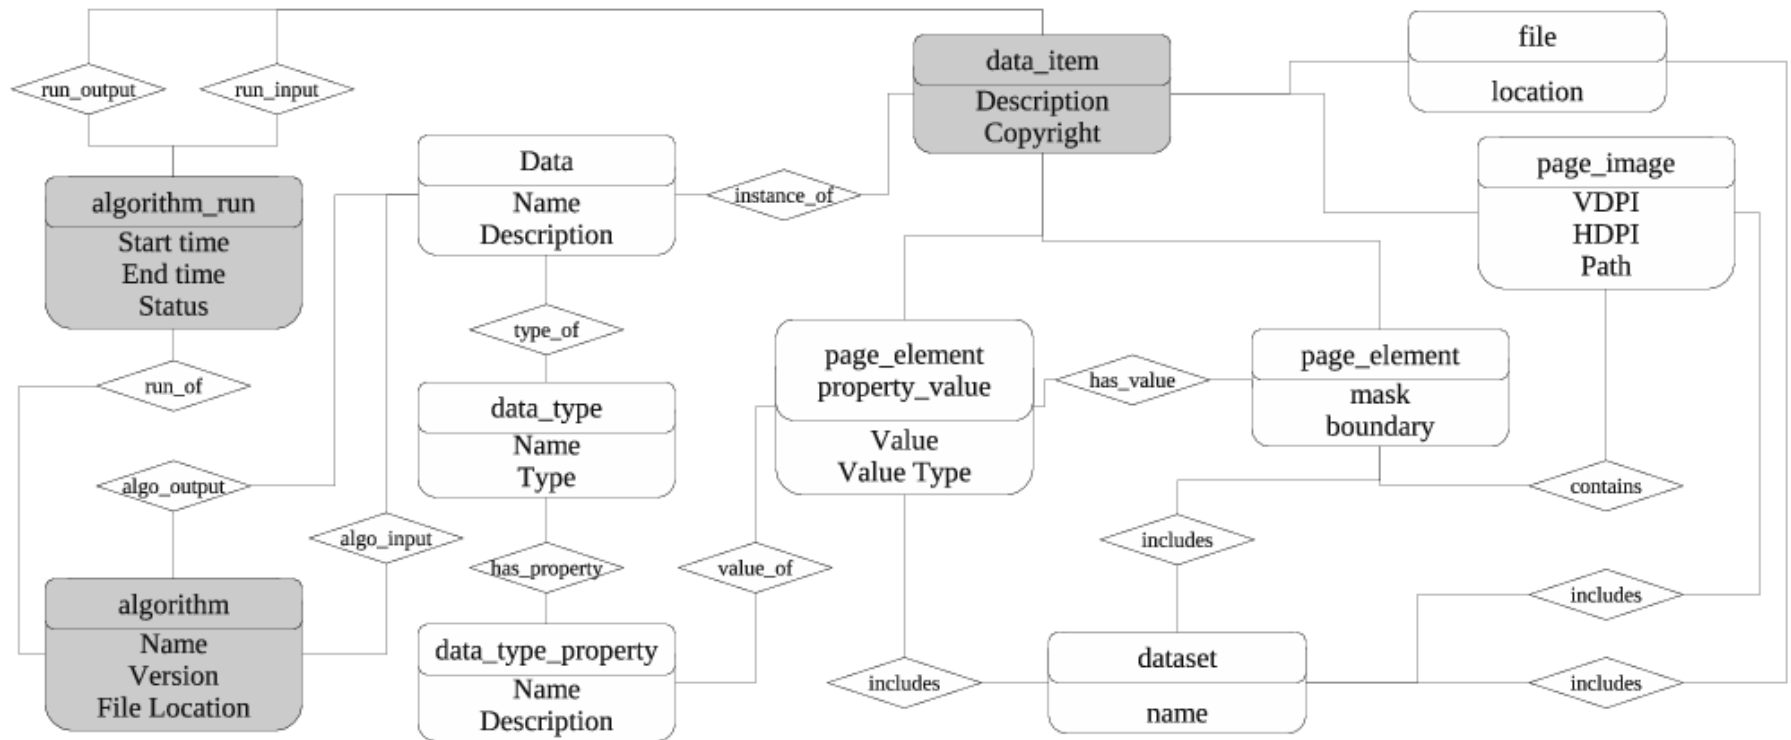 run_output
run_input
data_item
Description
Copyright
file
location
algorithm_run
Start time
End time
Status
Data
Name
Description
instance_of
page_image
VDPI
HDPI
Path
run_of
type_of
page_element
property_value
Value
Value Type
has_value
page_element
mask
boundary
data_type
Name
Type
algo_output
algo_input
has_property
value_of
includes
contains
algorithm
Name
Version
File Location
data_type_property
Name
Description
includes
dataset
name
includes
includes